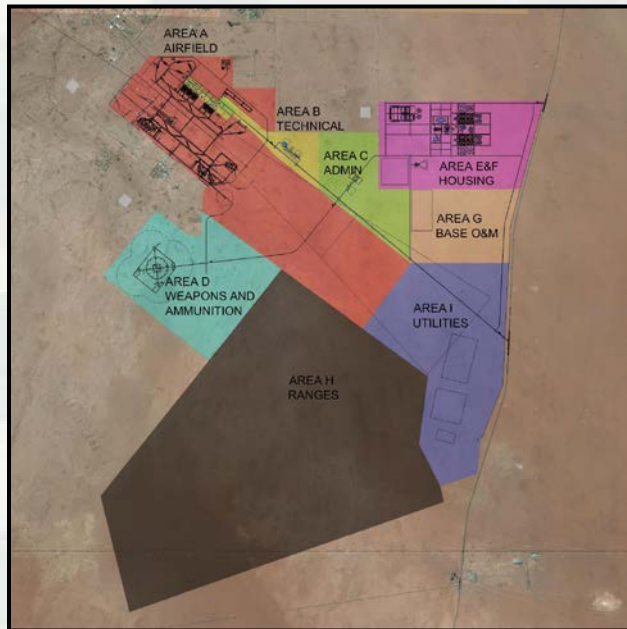 AREA A
AIRFIELD
AREA B
TECHNICAL
AREA C
ADMIN
AREA E&F
HOUSING
AREA G
BASE O&M
AREA D
WEAPONS AND
AMMUNITION
AREA I
UTILITIES
AREA H
RANGES